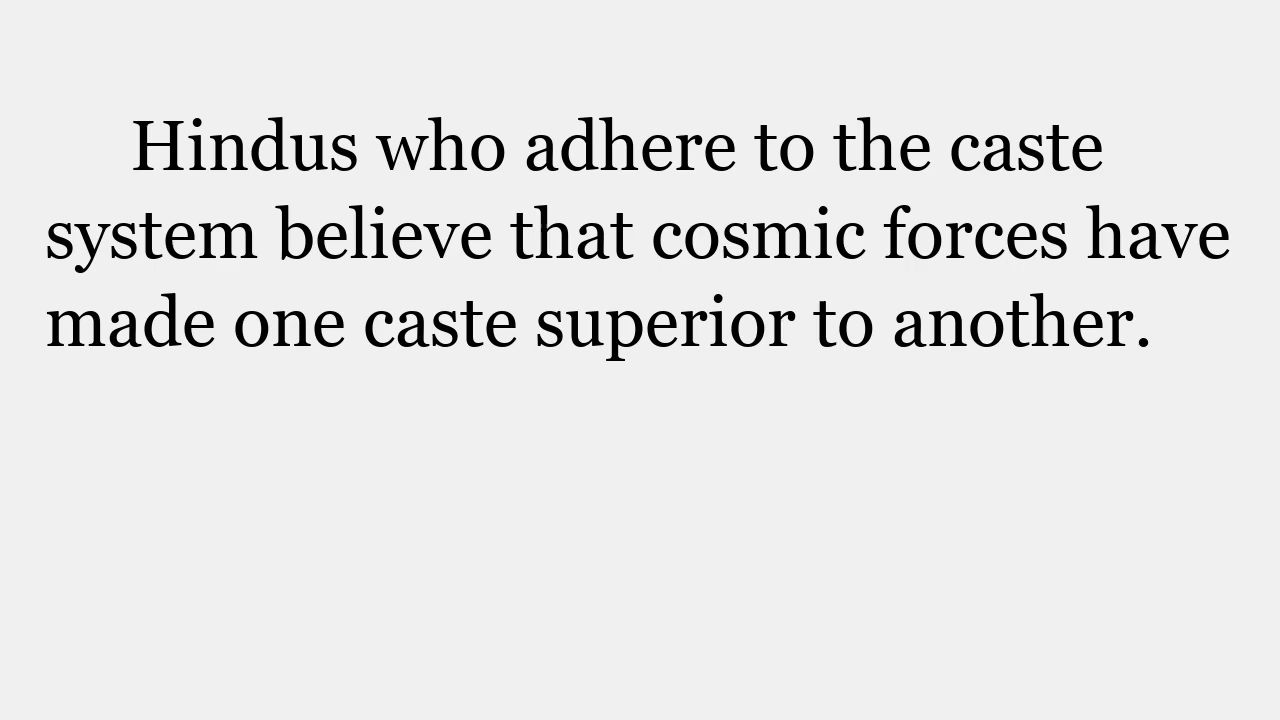 Hindus who adhere to the caste
system believe that cosmic forces have
made one caste superior to another.